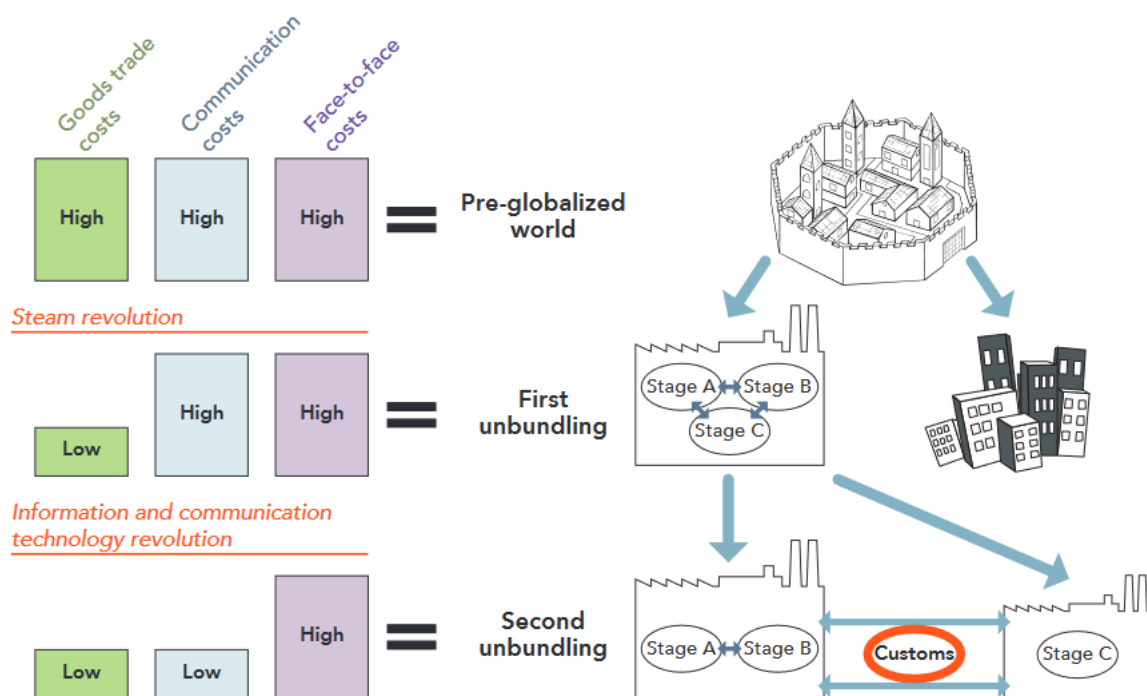 Goods trade
costs
Communication
costs
Face-to-face
costs
High
High
High
=
Pre-globalized
world
Steam revolution
Low
High
High
=
First
unbundling
Stage A
Stage B
Stage C
Information and communication
technology revolution
Low
Low
High
=
Second
unbundling
Stage A
Stage B
Customs
Stage C